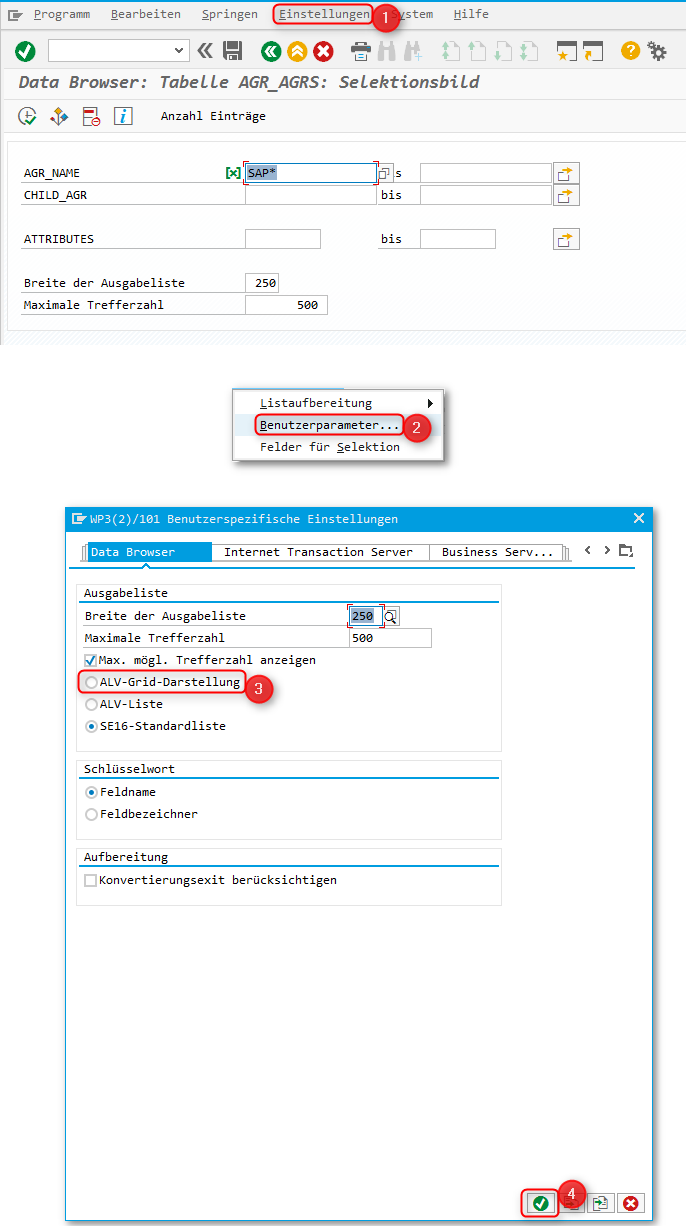 Programm Bearbeiten Springen Einstellungen 1 System Hilfe
Data Browser: Tabelle AGR_AGRS: Selektionsbild
Anzahl Einträge
AGR_NAME SAP* s
CHILD_AGR bis
ATTRIBUTES bis
Breite der Ausgabeliste 250
Maximale Trefferzahl 500
Listaufbereitung
Benutzerparameter... 2
Felder für Selektion
WP3(2)/101 Benutzerspezifische Einstellungen
Data Browser Internet Transaction Server Business Serv...
Ausgabeliste
Breite der Ausgabeliste 250
Maximale Trefferzahl 500
Max. mögl. Trefferzahl anzeigen
ALV-Grid-Darstellung 3
ALV-Liste
SE16-Standardliste
Schlüsselwort
Feldname
Feldbezeichner
Aufbereitung
Konvertierungsexit berücksichtigen
4